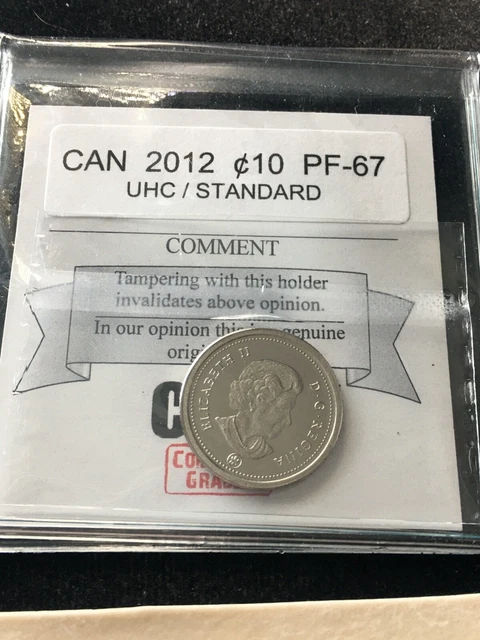 CAN 2012 ¢10 PF-67
UHC / STANDARD
COMMENT
Tampering with this holder
invalidates above opinion.
In our opinion this genuine
ELIZABETH II D·G·REGINA